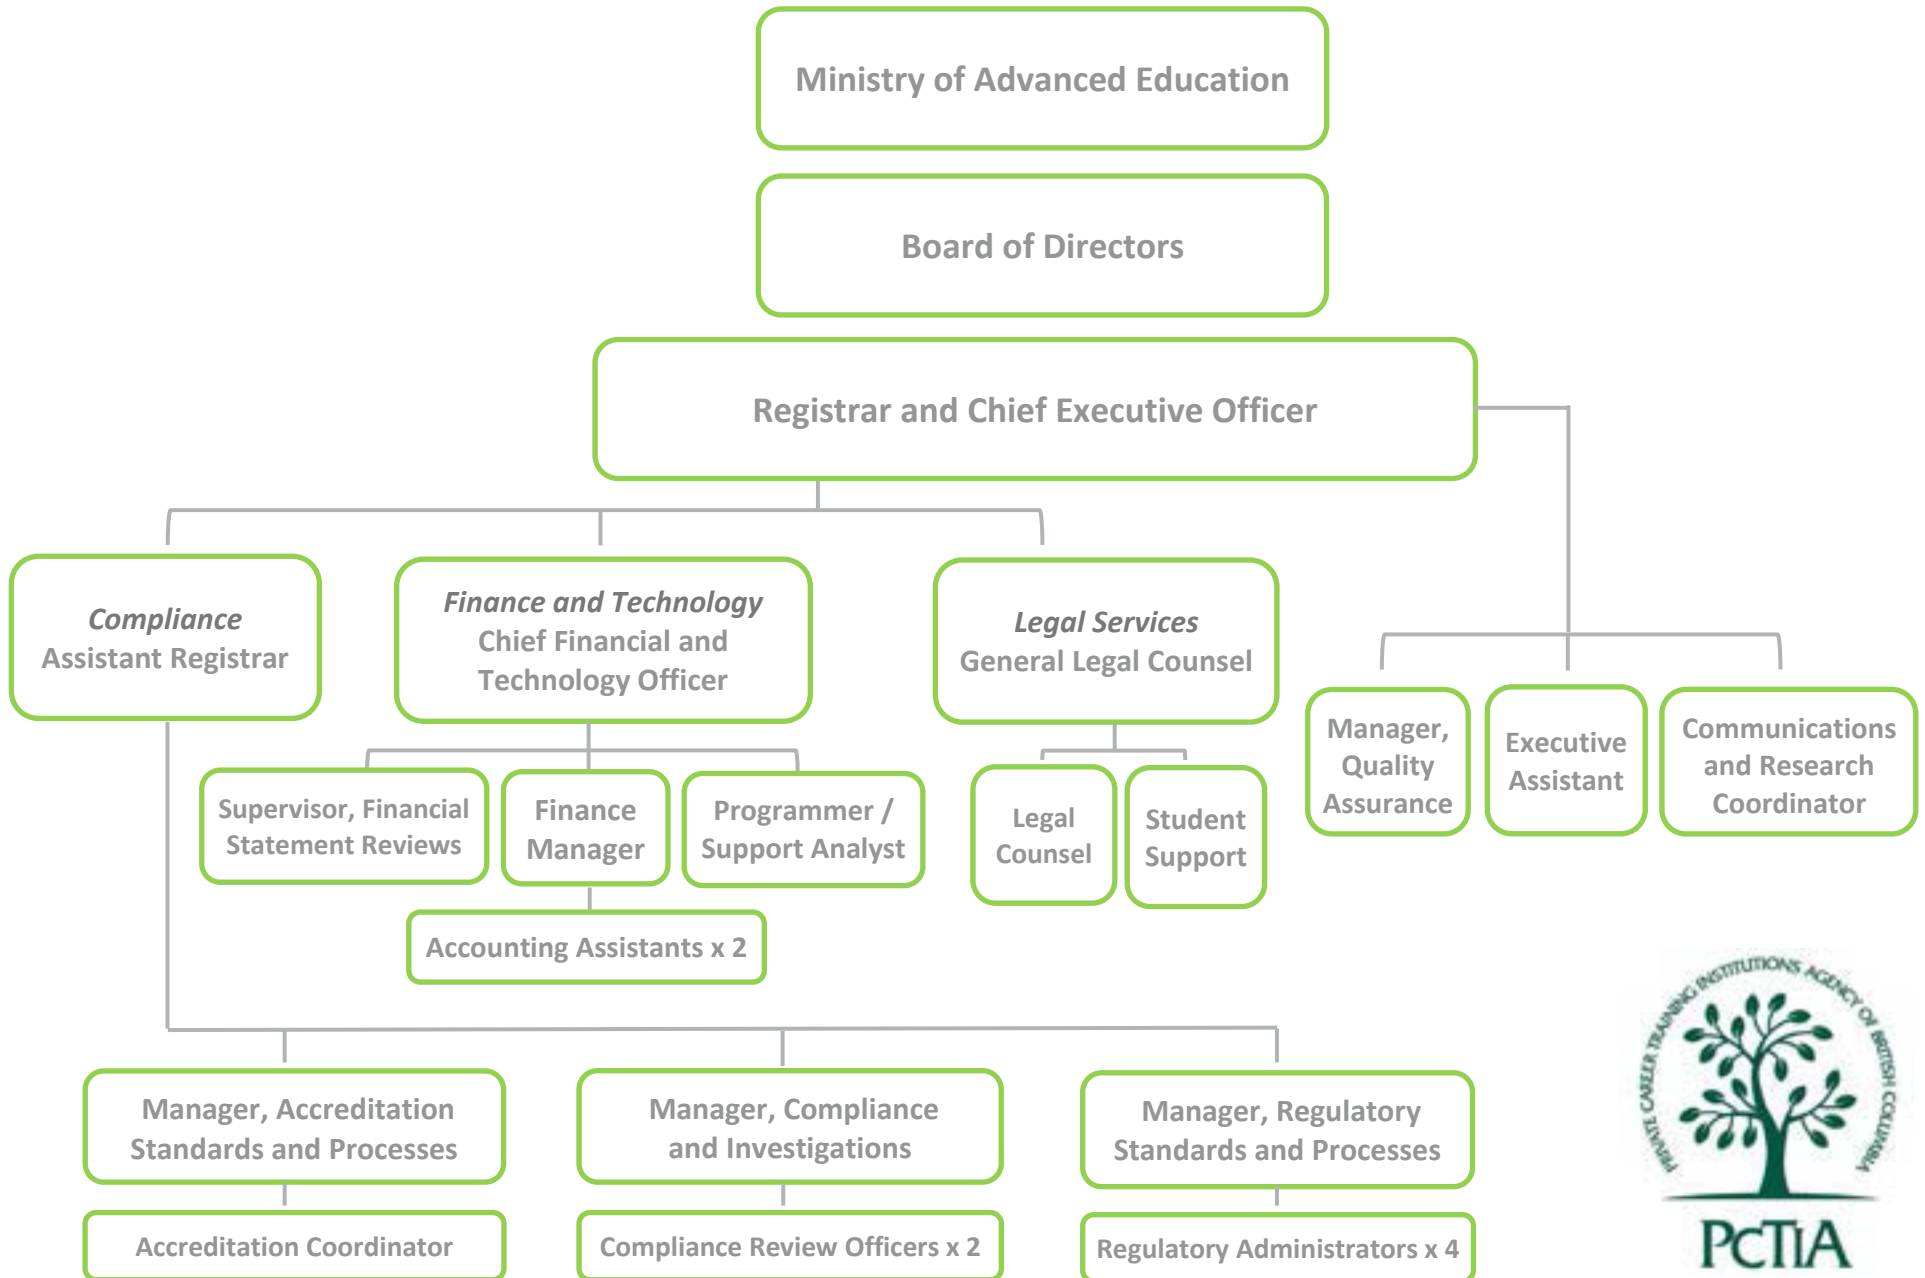 Ministry of Advanced Education
Board of Directors
Registrar and Chief Executive Officer
Compliance
Assistant Registrar
Finance and Technology
Chief Financial and
Technology Officer
Legal Services
General Legal Counsel
Manager,
Quality
Assurance
Executive
Assistant
Communications
and Research
Coordinator
Supervisor, Financial
Statement Reviews
Finance
Manager
Programmer /
Support Analyst
Legal
Counsel
Student
Support
Accounting Assistants x 2
Manager, Accreditation
Standards and Processes
Manager, Compliance
and Investigations
Manager, Regulatory
Standards and Processes
Accreditation Coordinator
Compliance Review Officers x 2
Regulatory Administrators x 4
PRIVATE CAREER TRAINING INSTITUTIONS AGENCY OF BRITISH COLUMBIA
PCTiA